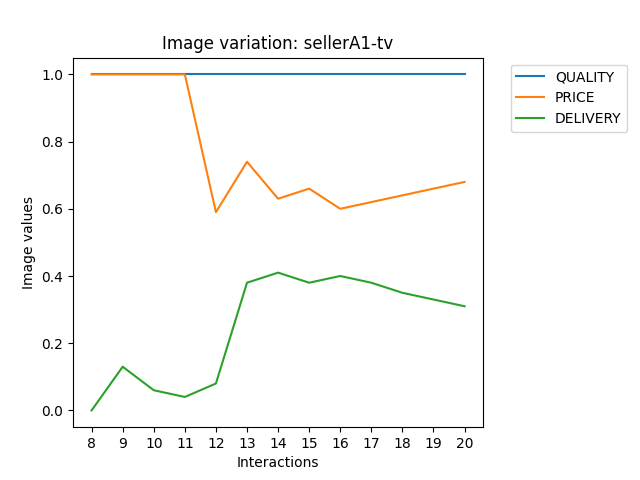 Image variation: sellerA1-tv
QUALITY
PRICE
DELIVERY
Image values
1.0
0.8
0.6
0.4
0.2
0.0
8 9 10 11 12 13 14 15 16 17 18 19 20
Interactions